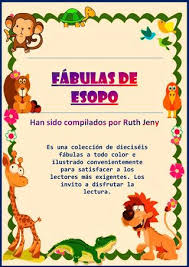 FÁBULAS DE
ESOPO
Han sido compilados por Ruth Jeny
Es una colección de dieciséis
fábulas a todo color e
ilustrado convenientemente
para satisfacer a los
lectores más exigentes. Los
invito a disfrutar la
lectura.